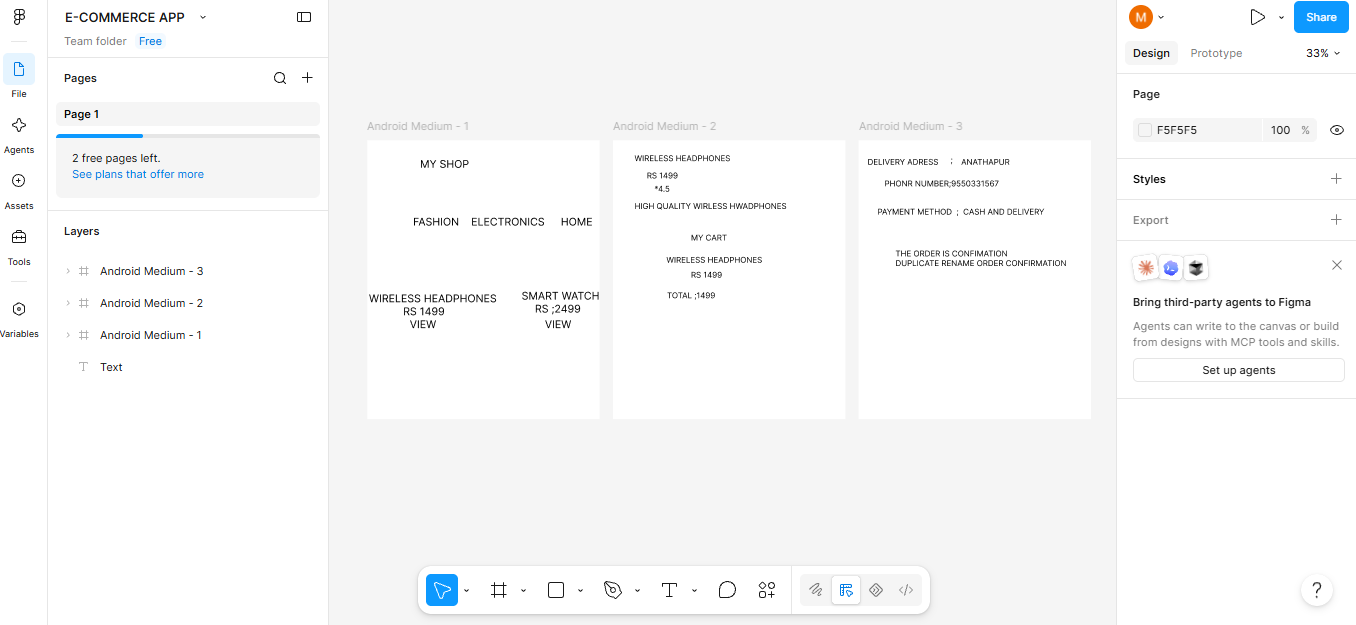 E-COMMERCE APP
Team folder Free
File
Agents
Assets
Tools
Variables
Pages
Page 1
2 free pages left.
See plans that offer more
Layers
Android Medium - 3
Android Medium - 2
Android Medium - 1
Text
Android Medium - 1
MY SHOP
FASHION ELECTRONICS HOME
WIRELESS HEADPHONES
RS 1499
VIEW
SMART WATCH
RS ;2499
VIEW
Android Medium - 2
WIRELESS HEADPHONES
RS 1499
*4.5
HIGH QUALITY WIRLESS HWADPHONES
MY CART
WIRELESS HEADPHONES
RS 1499
TOTAL ;1499
Android Medium - 3
DELIVERY ADRESS ; ANATHAPUR
PHONR NUMBER;9550331567
PAYMENT METHOD ; CASH AND DELIVERY
THE ORDER IS CONFIMATION
DUPLICATE RENAME ORDER CONFIRMATION
M
Share
Design Prototype 33%
Page
F5F5F5 100 %
Styles
Export
Bring third-party agents to Figma
Agents can write to the canvas or build
from designs with MCP tools and skills.
Set up agents
?